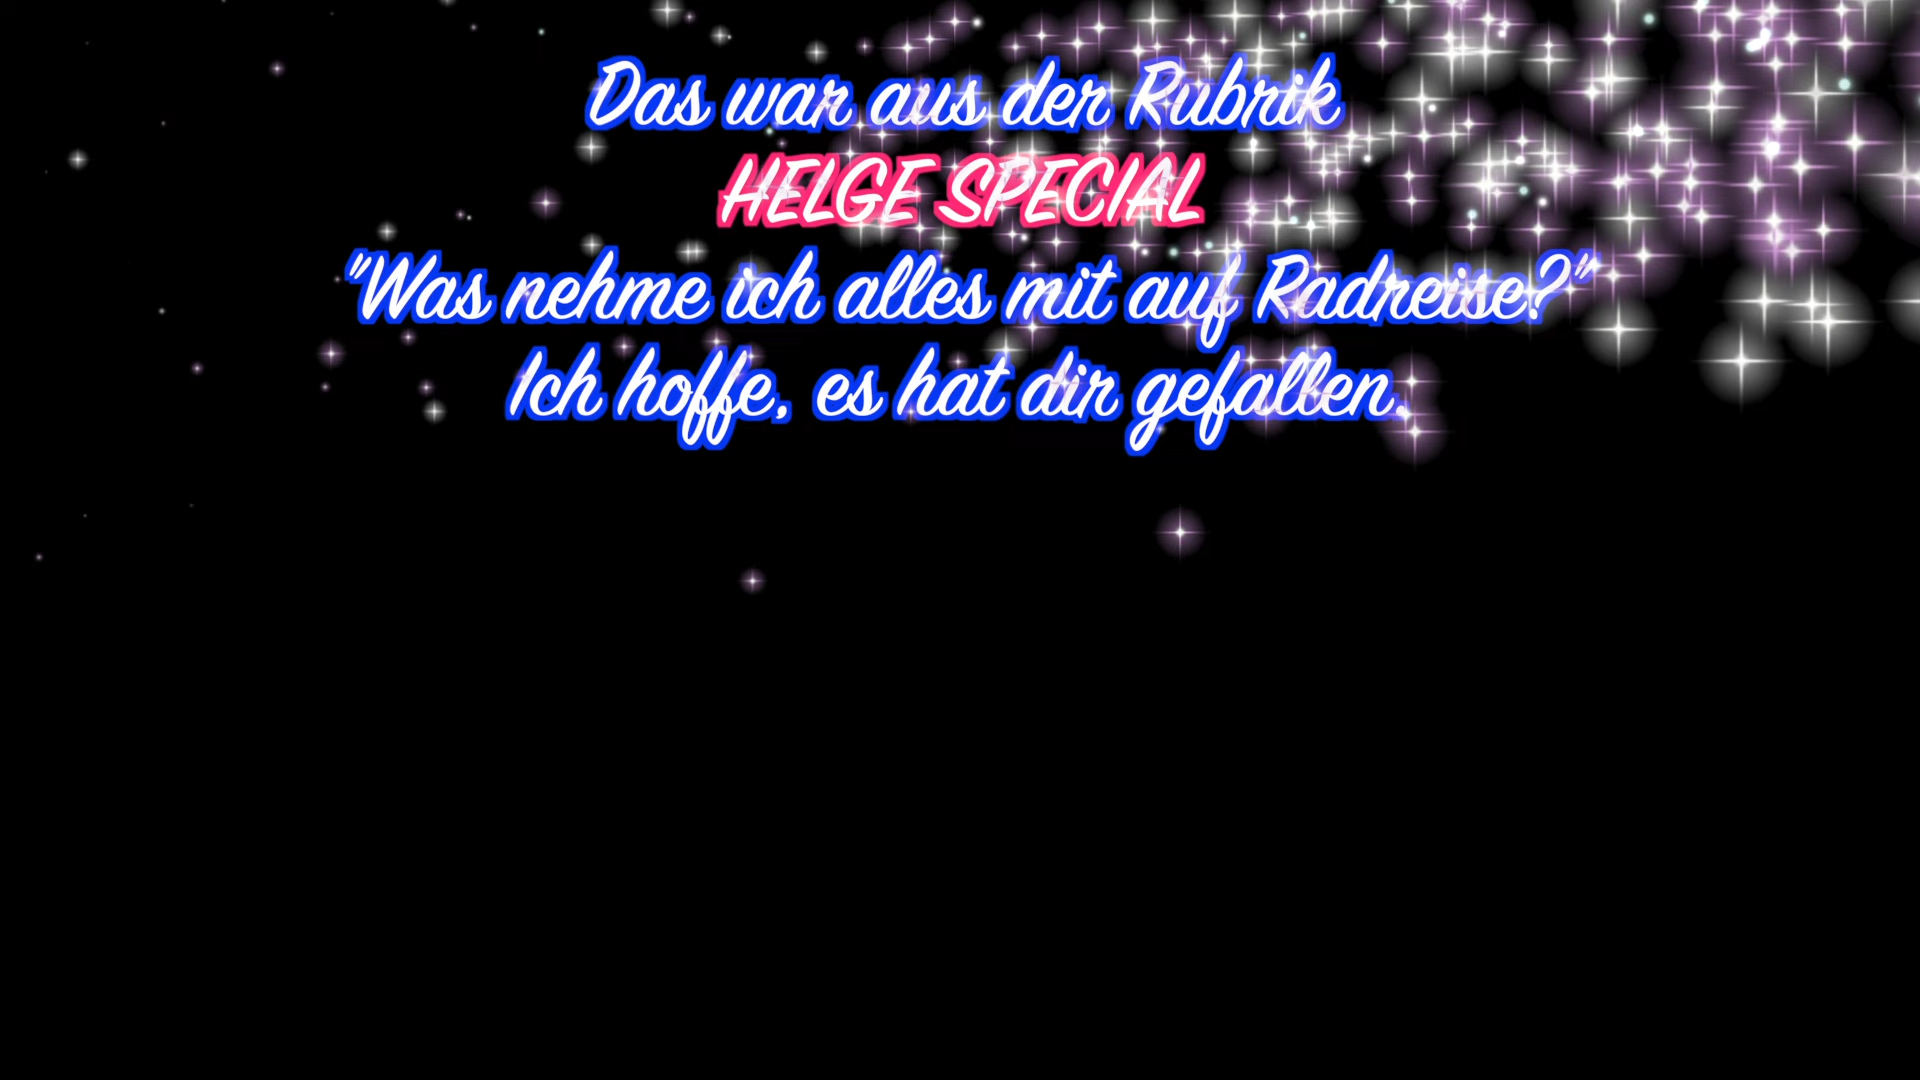 Das war aus der Rubrik
HELGE SPECIAL
"Was nehme ich alles mit auf Radreise?"
Ich hoffe, es hat dir gefallen.